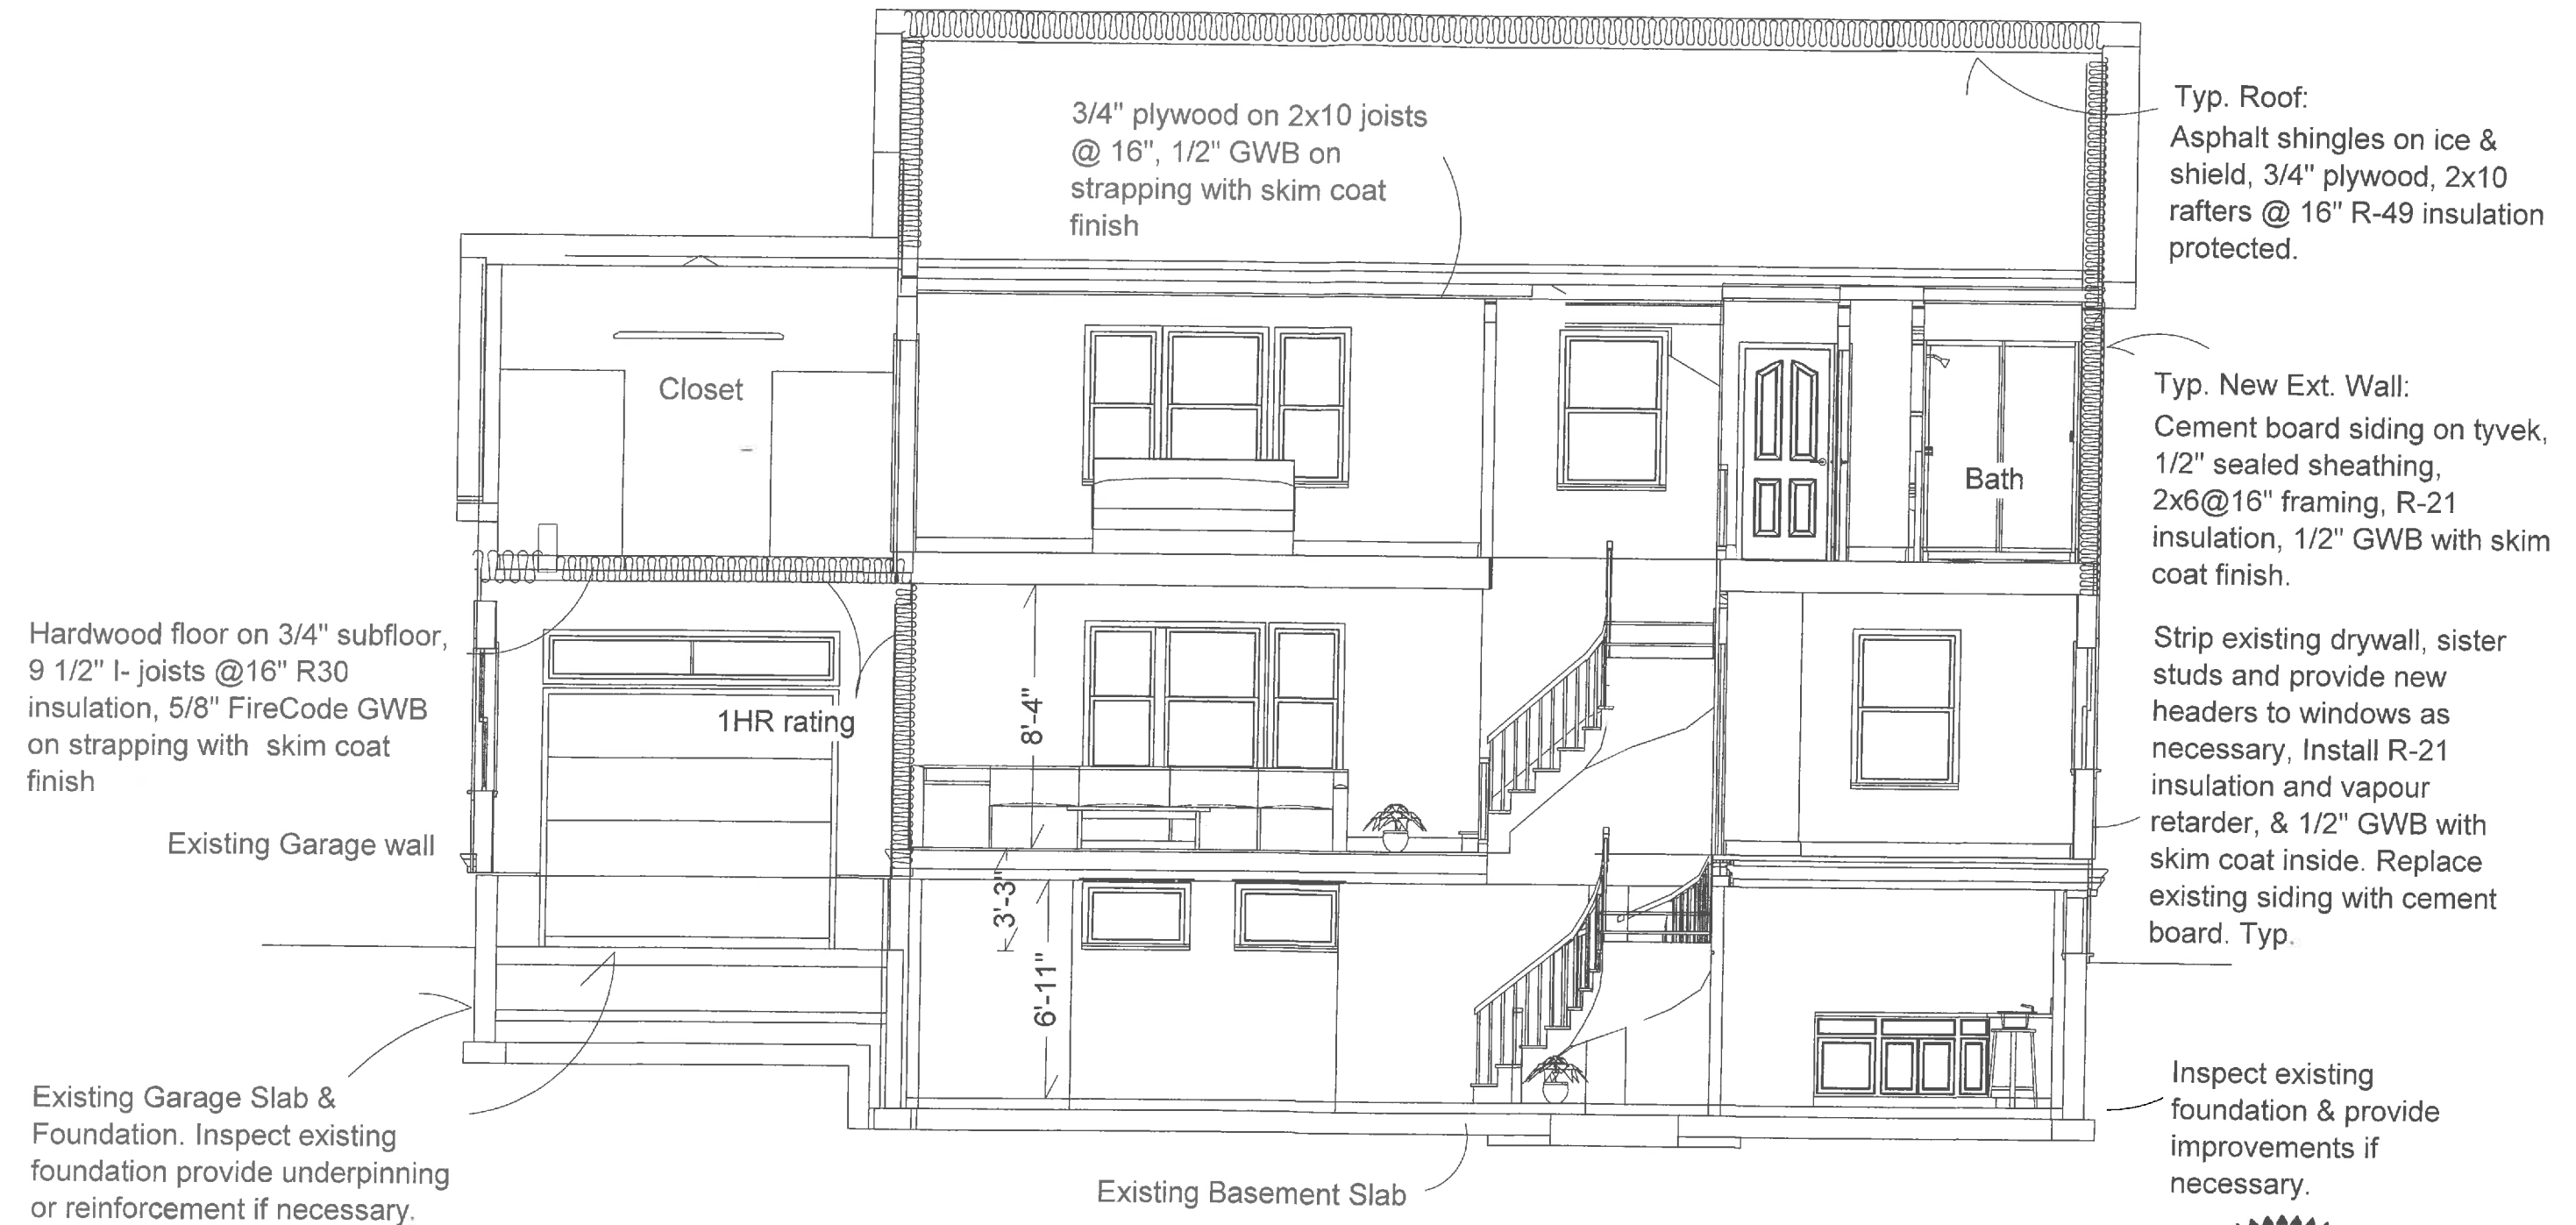 3/4" plywood on 2x10 joists
@ 16", 1/2" GWB on
strapping with skim coat
finish
Typ. Roof:
Asphalt shingles on ice &
shield, 3/4" plywood, 2x10
rafters @ 16" R-49 insulation
protected.
Closet
Bath
Typ. New Ext. Wall:
Cement board siding on tyvek,
1/2" sealed sheathing,
2x6@16" framing, R-21
insulation, 1/2" GWB with skim
coat finish.
Hardwood floor on 3/4" subfloor,
9 1/2" I- joists @16" R30
insulation, 5/8" FireCode GWB
on strapping with skim coat
finish
1HR rating
8'-4"
Strip existing drywall, sister
studs and provide new
headers to windows as
necessary, Install R-21
insulation and vapour
retarder, & 1/2" GWB with
skim coat inside. Replace
existing siding with cement
board. Typ.
Existing Garage wall
3'-3"
6'-11"
Existing Garage Slab &
Foundation. Inspect existing
foundation provide underpinning
or reinforcement if necessary.
Existing Basement Slab
Inspect existing
foundation & provide
improvements if
necessary.